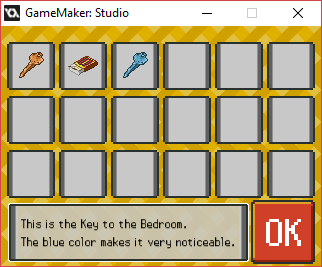 GameMaker: Studio
This is the Key to the Bedroom.
The blue color makes it very noticeable.
OK